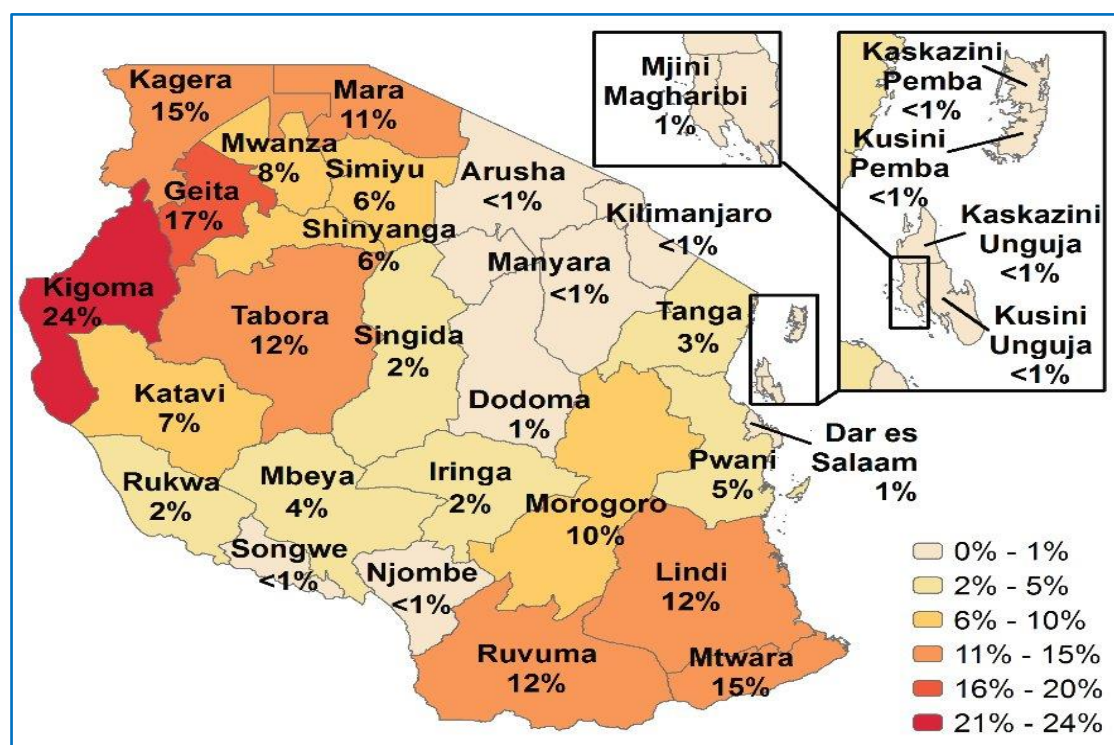 Kagera
15%
Mara
11%
Mwanza
8%
Simiyu
6%
Geita
17%
Shinyanga
6%
Arusha
<1%
Kilimanjaro
<1%
Manyara
<1%
Kigoma
24%
Tabora
12%
Singida
2%
Tanga
3%
Katavi
7%
Dodoma
1%
Dar es
Salaam
1%
Pwani
5%
Rukwa
2%
Mbeya
4%
Iringa
2%
Morogoro
10%
Songwe
<1%
Njombe
<1%
Lindi
12%
Ruvuma
12%
Mtwara
15%
Mjini
Magharibi
1%
Kaskazini
Pemba
<1%
Kusini
Pemba
<1%
Kaskazini
Unguja
<1%
Kusini
Unguja
<1%
0% - 1%
2% - 5%
6% - 10%
11% - 15%
16% - 20%
21% - 24%